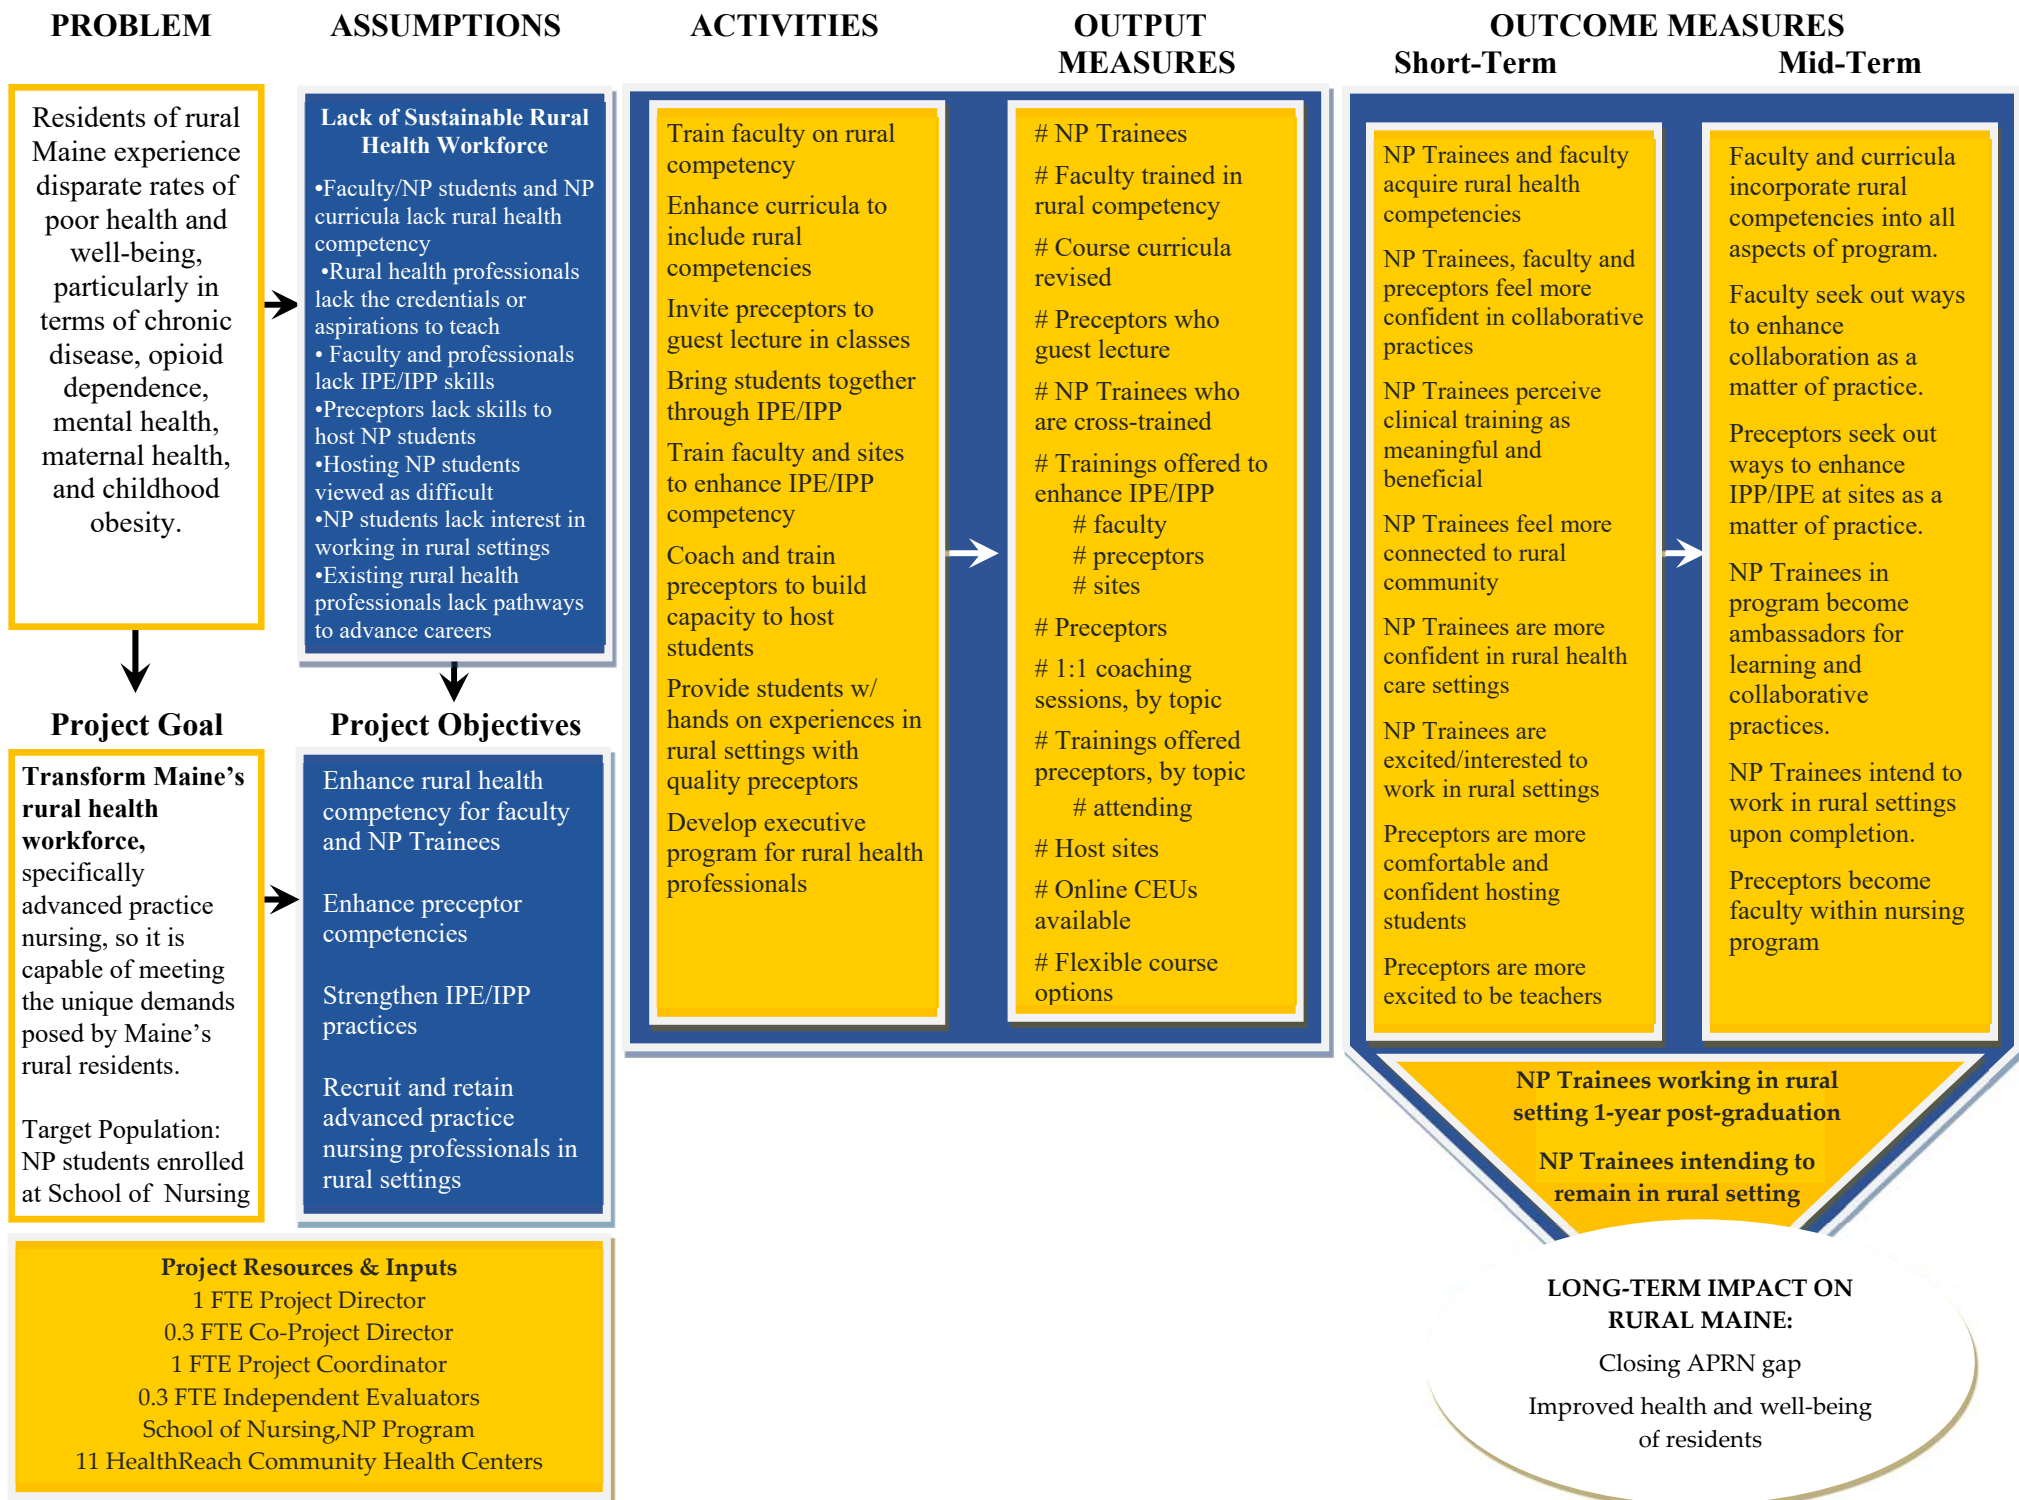 PROBLEM
Residents of rural
Maine experience
disparate rates of
poor health and
well-being,
particularly in
terms of chronic
disease, opioid
dependence,
mental health,
maternal health,
and childhood
obesity.
Project Goal
Transform Maine’s
rural health
workforce,
specifically
advanced practice
nursing, so it is
capable of meeting
the unique demands
posed by Maine’s
rural residents.
Target Population:
NP students enrolled
at School of Nursing
ASSUMPTIONS
Lack of Sustainable Rural
Health Workforce
•Faculty/NP students and NP
curricula lack rural health
competency
•Rural health professionals
lack the credentials or
aspirations to teach
• Faculty and professionals
lack IPE/IPP skills
•Preceptors lack skills to
host NP students
•Hosting NP students
viewed as difficult
•NP students lack interest in
working in rural settings
•Existing rural health
professionals lack pathways
to advance careers
Project Objectives
Enhance rural health
competency for faculty
and NP Trainees
Enhance preceptor
competencies
Strengthen IPE/IPP
practices
Recruit and retain
advanced practice
nursing professionals in
rural settings
Project Resources & Inputs
1 FTE Project Director
0.3 FTE Co-Project Director
1 FTE Project Coordinator
0.3 FTE Independent Evaluators
School of Nursing,NP Program
11 HealthReach Community Health Centers
ACTIVITIES
Train faculty on rural
competency
Enhance curricula to
include rural
competencies
Invite preceptors to
guest lecture in classes
Bring students together
through IPE/IPP
Train faculty and sites
to enhance IPE/IPP
competency
Coach and train
preceptors to build
capacity to host
students
Provide students w/
hands on experiences in
rural settings with
quality preceptors
Develop executive
program for rural health
professionals
OUTPUT
MEASURES
# NP Trainees
# Faculty trained in
rural competency
# Course curricula
revised
# Preceptors who
guest lecture
# NP Trainees who
are cross-trained
# Trainings offered to
enhance IPE/IPP
# faculty
# preceptors
# sites
# Preceptors
# 1:1 coaching
sessions, by topic
# Trainings offered
preceptors, by topic
# attending
# Host sites
# Online CEUs
available
# Flexible course
options
OUTCOME MEASURES
Short-Term
NP Trainees and faculty
acquire rural health
competencies
NP Trainees, faculty and
preceptors feel more
confident in collaborative
practices
NP Trainees perceive
clinical training as
meaningful and
beneficial
NP Trainees feel more
connected to rural
community
NP Trainees are more
confident in rural health
care settings
NP Trainees are
excited/interested to
work in rural settings
Preceptors are more
comfortable and
confident hosting
students
Preceptors are more
excited to be teachers
Mid-Term
Faculty and curricula
incorporate rural
competencies into all
aspects of program.
Faculty seek out ways
to enhance
collaboration as a
matter of practice.
Preceptors seek out
ways to enhance
IPP/IPE at sites as a
matter of practice.
NP Trainees in
program become
ambassadors for
learning and
collaborative
practices.
NP Trainees intend to
work in rural settings
upon completion.
Preceptors become
faculty within nursing
program
NP Trainees working in rural
setting 1-year post-graduation
NP Trainees intending to
remain in rural setting
LONG-TERM IMPACT ON
RURAL MAINE:
Closing APRN gap
Improved health and well-being
of residents